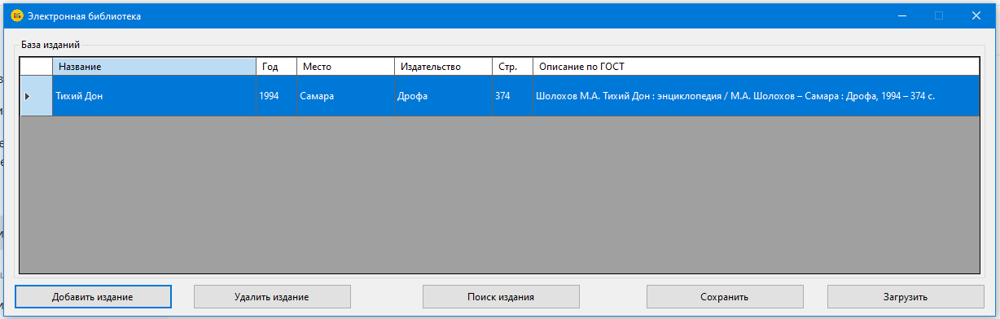 Электронная библиотека
База изданий
Название Год Место Издательство Стр. Описание по ГОСТ
Тихий Дон 1994 Самара Дрофа 374 Шолохов М.А. Тихий Дон : энциклопедия / М.А. Шолохов – Самара : Дрофа, 1994 – 374 с.
Добавить издание Удалить издание Поиск издания Сохранить Загрузить